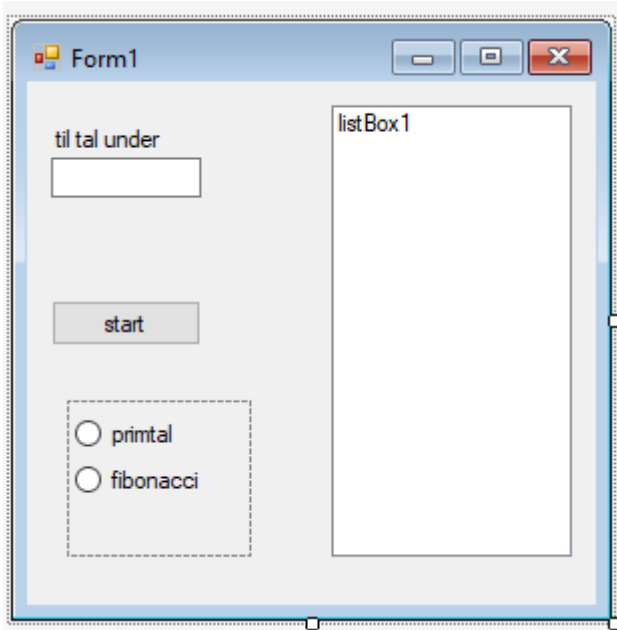 Form1
til tal under
listBox1
start
primtal
fibonacci